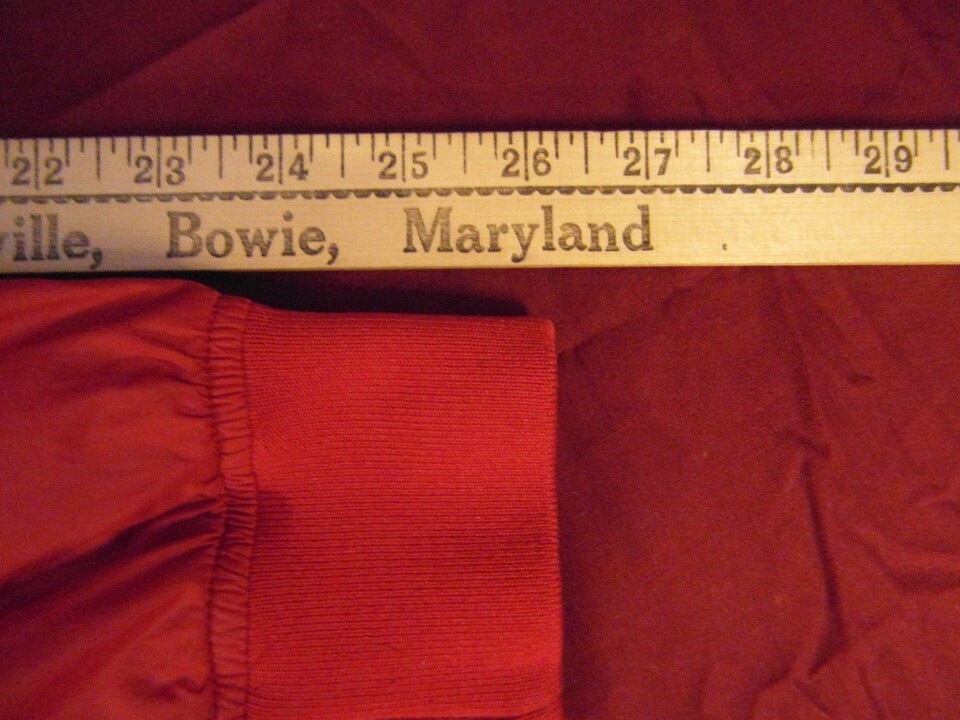 22 23 24 25 26 27 28 29
ville, Bowie, Maryland